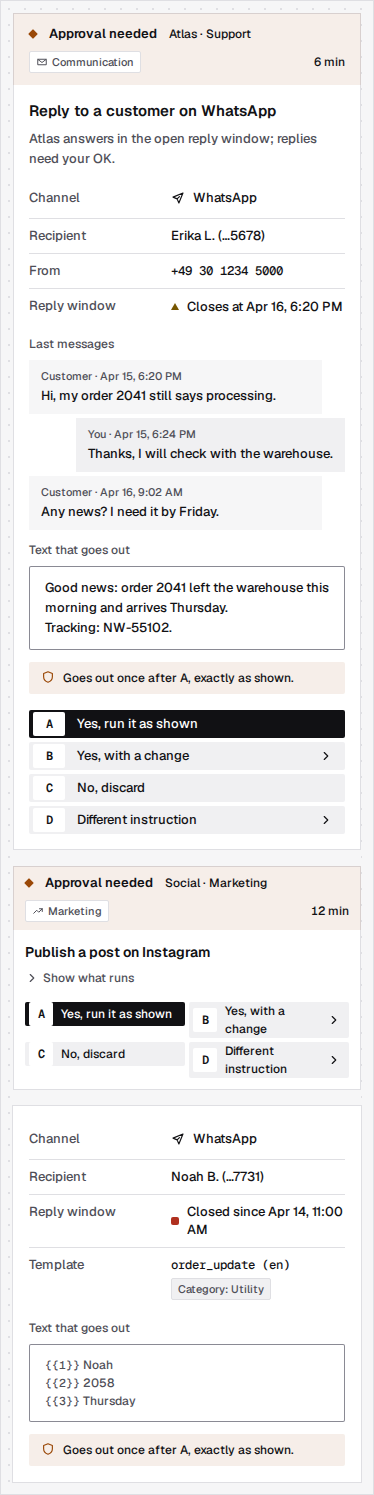 Approval needed Atlas · Support
Communication 6 min
Reply to a customer on WhatsApp
Atlas answers in the open reply window; replies
need your OK.
Channel WhatsApp
Recipient Erika L. (…5678)
From +49 30 1234 5000
Reply window Closes at Apr 16, 6:20 PM
Last messages
Customer · Apr 15, 6:20 PM
Hi, my order 2041 still says processing.
You · Apr 15, 6:24 PM
Thanks, I will check with the warehouse.
Customer · Apr 16, 9:02 AM
Any news? I need it by Friday.
Text that goes out
Good news: order 2041 left the warehouse this
morning and arrives Thursday.
Tracking: NW-55102.
Goes out once after A, exactly as shown.
A Yes, run it as shown
B Yes, with a change
C No, discard
D Different instruction
Approval needed Social · Marketing
Marketing 12 min
Publish a post on Instagram
Show what runs
A Yes, run it as shown
B Yes, with a
change
C No, discard
D Different
instruction
Channel WhatsApp
Recipient Noah B. (…7731)
Reply window Closed since Apr 14, 11:00
AM
Template order_update (en)
Category: Utility
Text that goes out
{{1}} Noah
{{2}} 2058
{{3}} Thursday
Goes out once after A, exactly as shown.